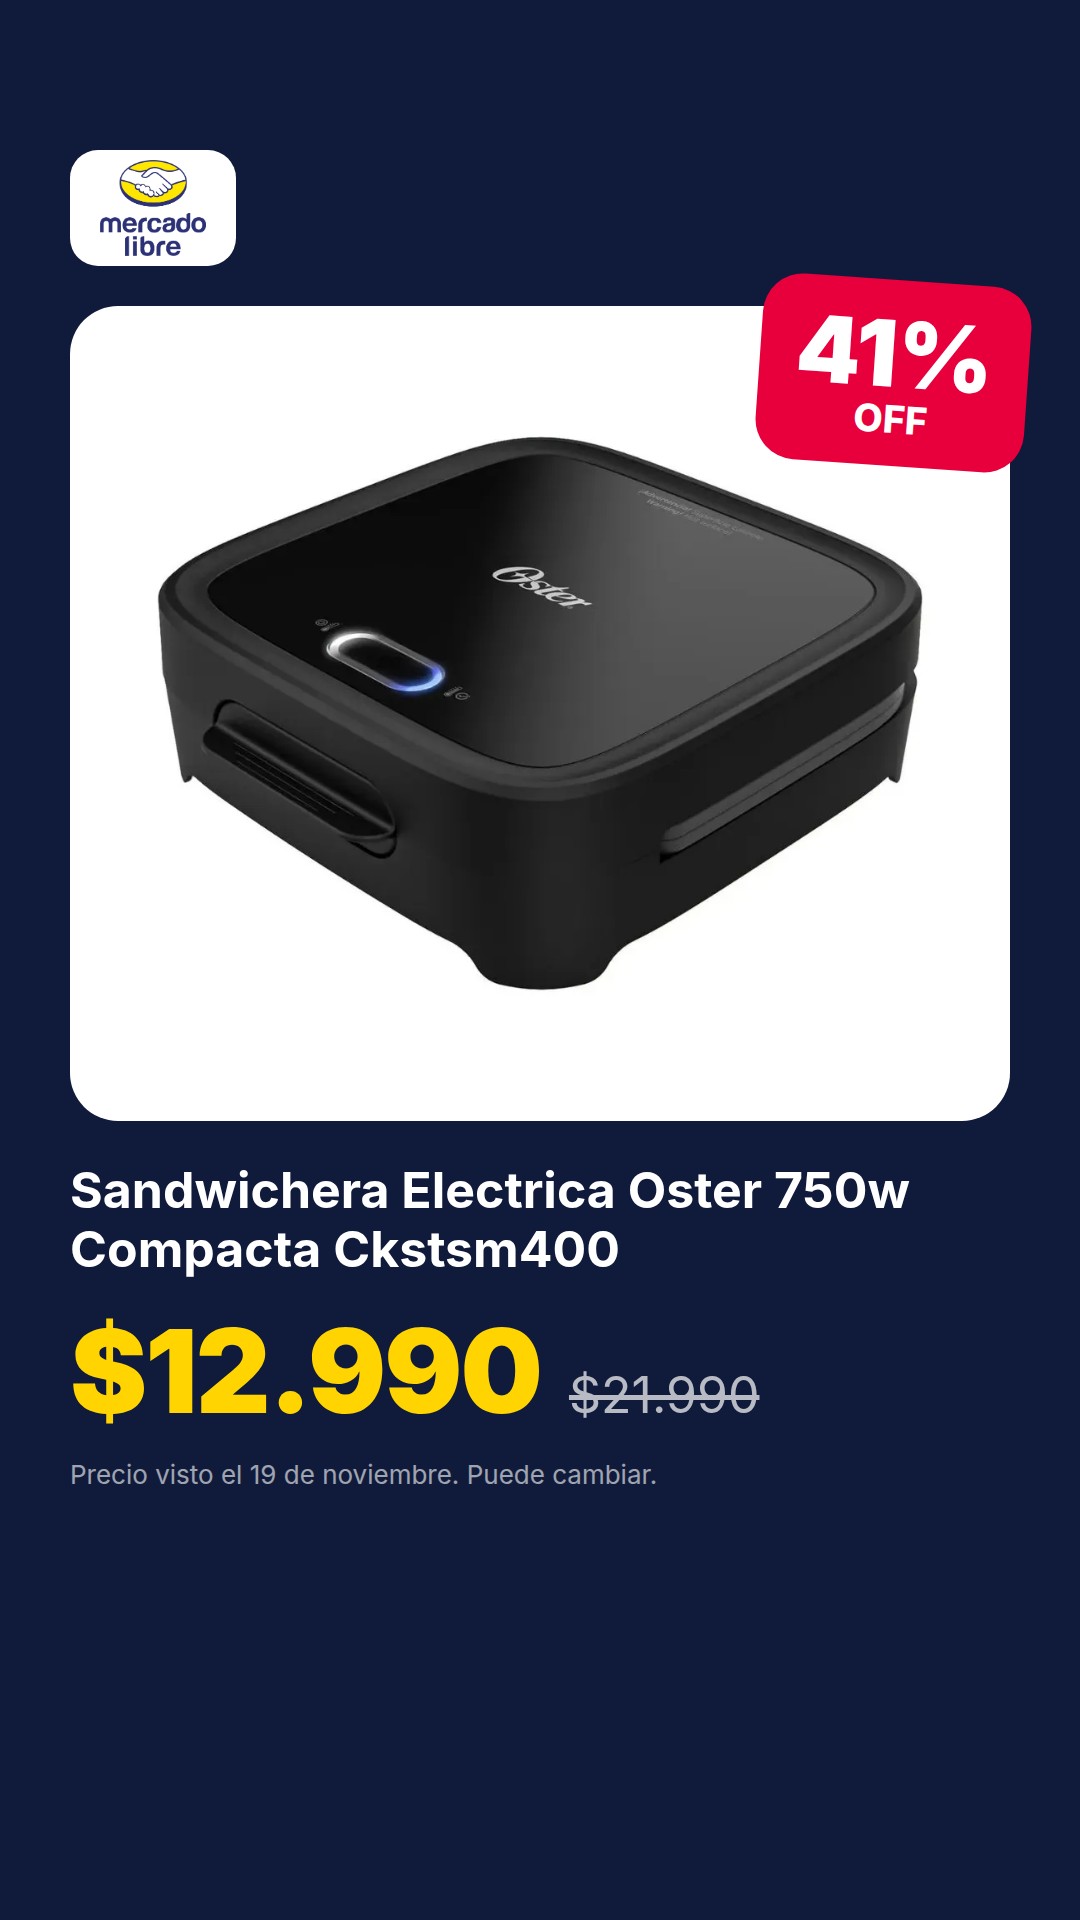 mercado
libre
41%
OFF
Oster
Sandwichera Electrica Oster 750w
Compacta Ckstsm400
$12.990 $21.990
Precio visto el 19 de noviembre. Puede cambiar.